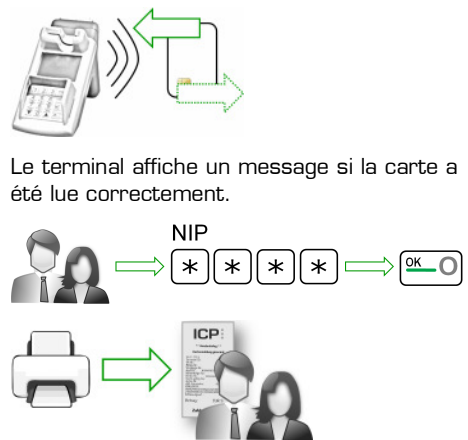 Le terminal affiche un message si la carte a
été lue correctement.
NIP
* * * *
OK
ICP